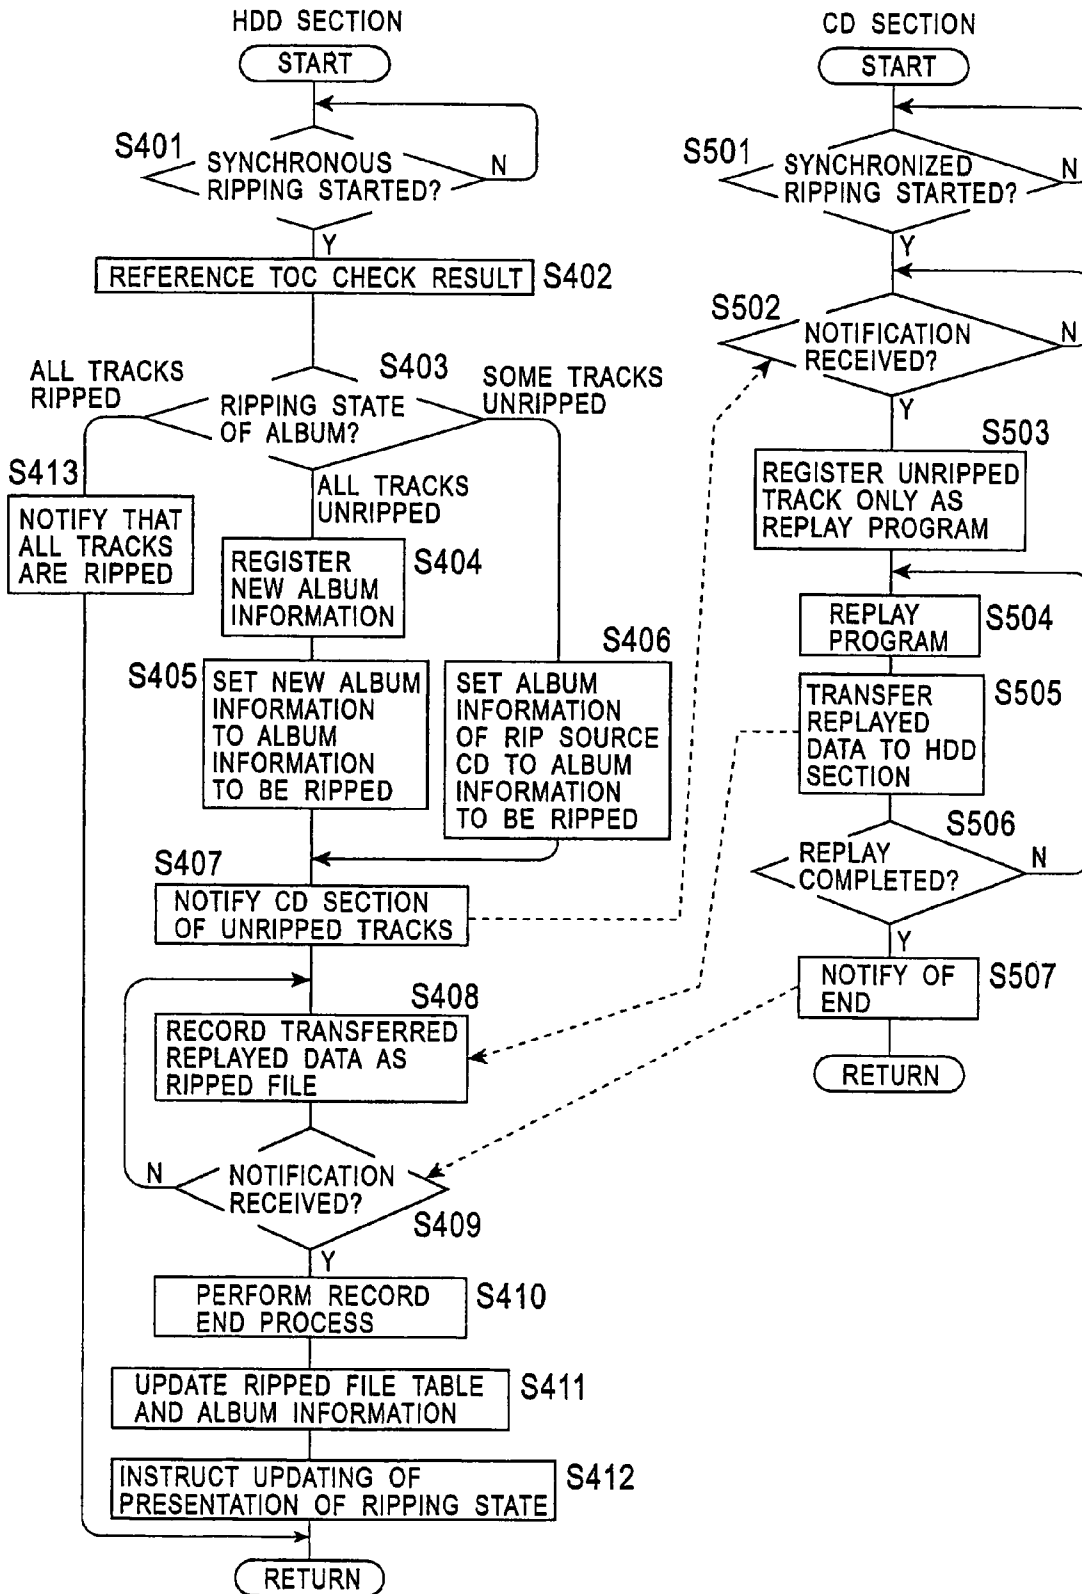 HDD SECTION
START
S401
SYNCHRONOUS
RIPPING STARTED?
N
Y
REFERENCE TOC CHECK RESULT
S402
S403
ALL TRACKS
RIPPED
SOME TRACKS
UNRIPPED
RIPPING STATE
OF ALBUM?
S413
NOTIFY THAT
ALL TRACKS
ARE RIPPED
ALL TRACKS
UNRIPPED
REGISTER
NEW ALBUM
INFORMATION
S404
S405
SET NEW ALBUM
INFORMATION
TO ALBUM
INFORMATION
TO BE RIPPED
S406
SET ALBUM
INFORMATION
OF RIP SOURCE
CD TO ALBUM
INFORMATION
TO BE RIPPED
S407
NOTIFY CD SECTION
OF UNRIPPED TRACKS
S408
RECORD TRANSFERRED
REPLAYED DATA AS
RIPPED FILE
N
NOTIFICATION
RECEIVED?
S409
Y
PERFORM RECORD
END PROCESS
S410
UPDATE RIPPED FILE TABLE
AND ALBUM INFORMATION
S411
INSTRUCT UPDATING OF
PRESENTATION OF RIPPING STATE
S412
RETURN
CD SECTION
START
S501
SYNCHRONIZED
RIPPING STARTED?
N
Y
S502
NOTIFICATION
RECEIVED?
N
Y
S503
REGISTER UNRIPPED
TRACK ONLY AS
REPLAY PROGRAM
REPLAY
PROGRAM
S504
TRANSFER
REPLAYED
DATA TO HDD
SECTION
S505
S506
REPLAY
COMPLETED?
N
Y
NOTIFY OF
END
S507
RETURN